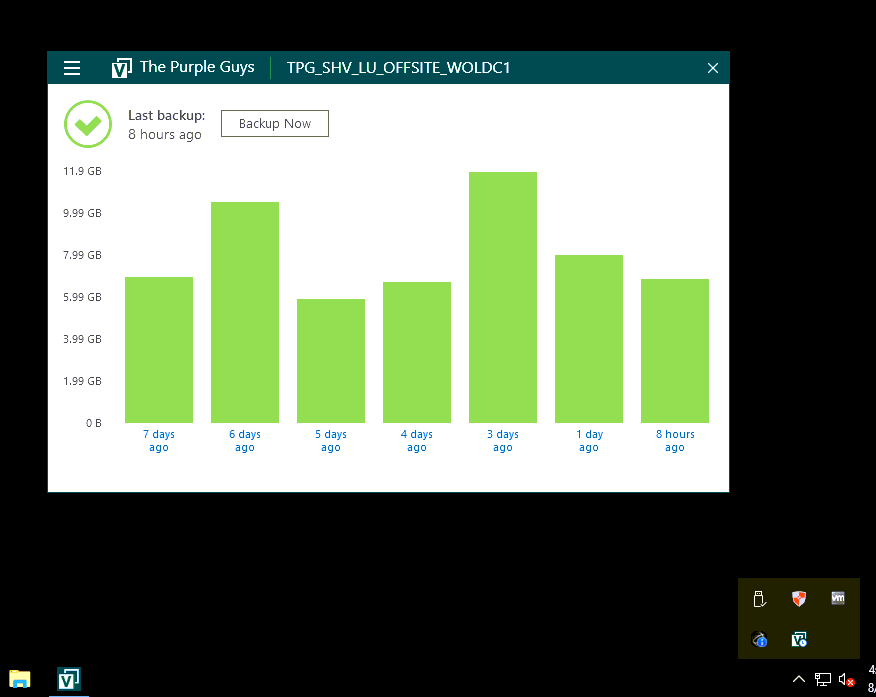 The Purple Guys
TPG_SHV_LU_OFFSITE_WOLDC1
Last backup:
8 hours ago
Backup Now
11.9 GB
9.99 GB
7.99 GB
5.99 GB
3.99 GB
1.99 GB
0 B
7 days
ago
6 days
ago
5 days
ago
4 days
ago
3 days
ago
1 day
ago
8 hours
ago
vm